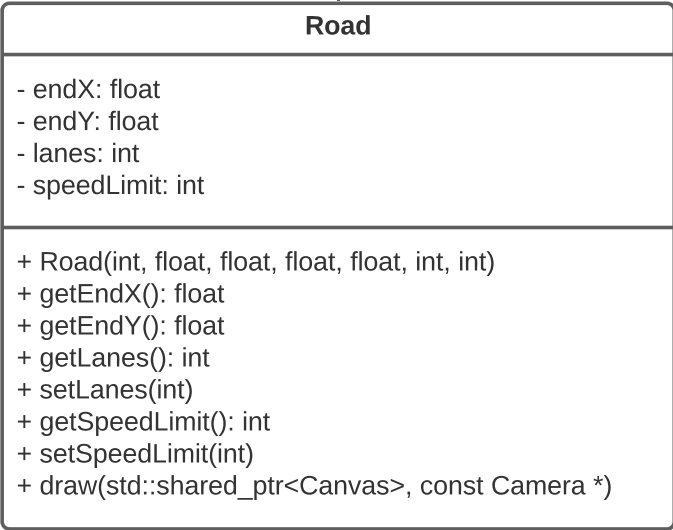 Road
- endX: float
- endY: float
- lanes: int
- speedLimit: int
+ Road(int, float, float, float, float, int, int)
+ getEndX(): float
+ getEndY(): float
+ getLanes(): int
+ setLanes(int)
+ getSpeedLimit(): int
+ setSpeedLimit(int)
+ draw(std::shared_ptr<Canvas>, const Camera *)